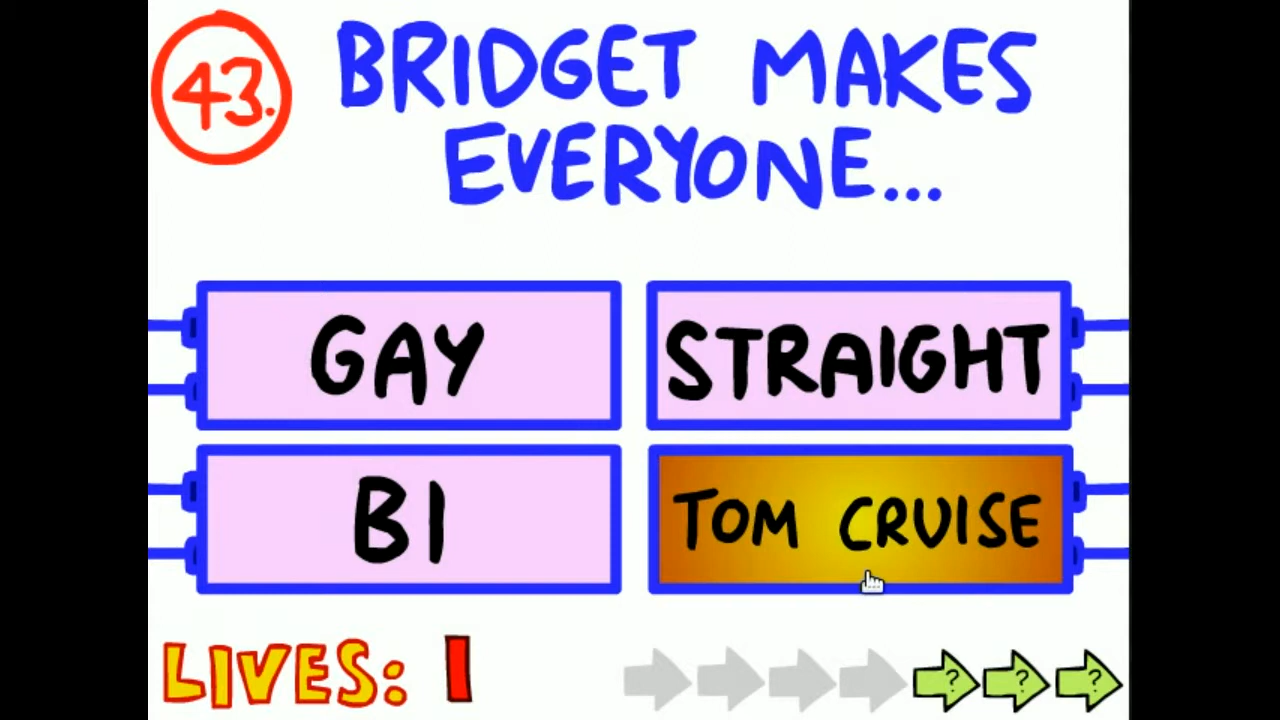 43.
BRIDGET MAKES
EVERYONE...
GAY
STRAIGHT
BI
TOM CRUISE
LIVES: 1
? ? ?